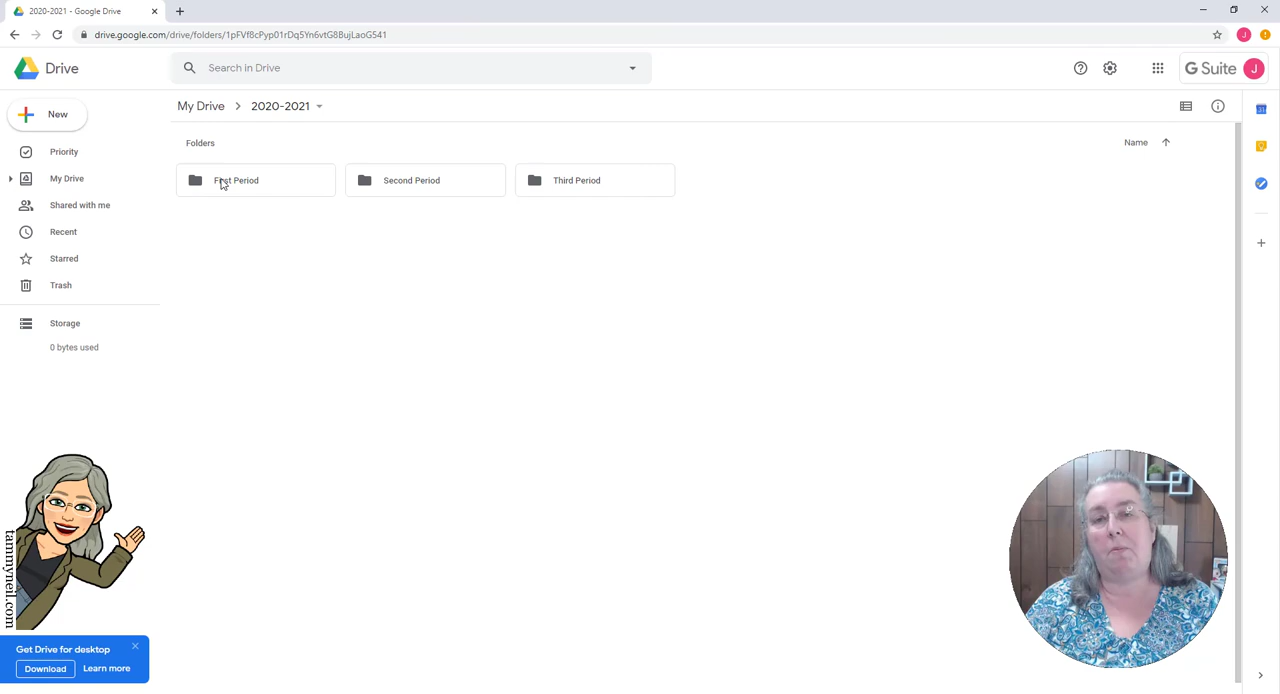 2020-2021 - Google Drive
drive.google.com/drive/folders/1pFVf8cPyp01rDq5Yn6vtG8BujLaoG541
J
Drive
Search in Drive
G Suite
J
New
My Drive
2020-2021
Priority
Folders
Name
My Drive
First Period
Second Period
Third Period
Shared with me
Recent
Starred
Trash
Storage
0 bytes used
tammyneil.com
Get Drive for desktop
Download
Learn more